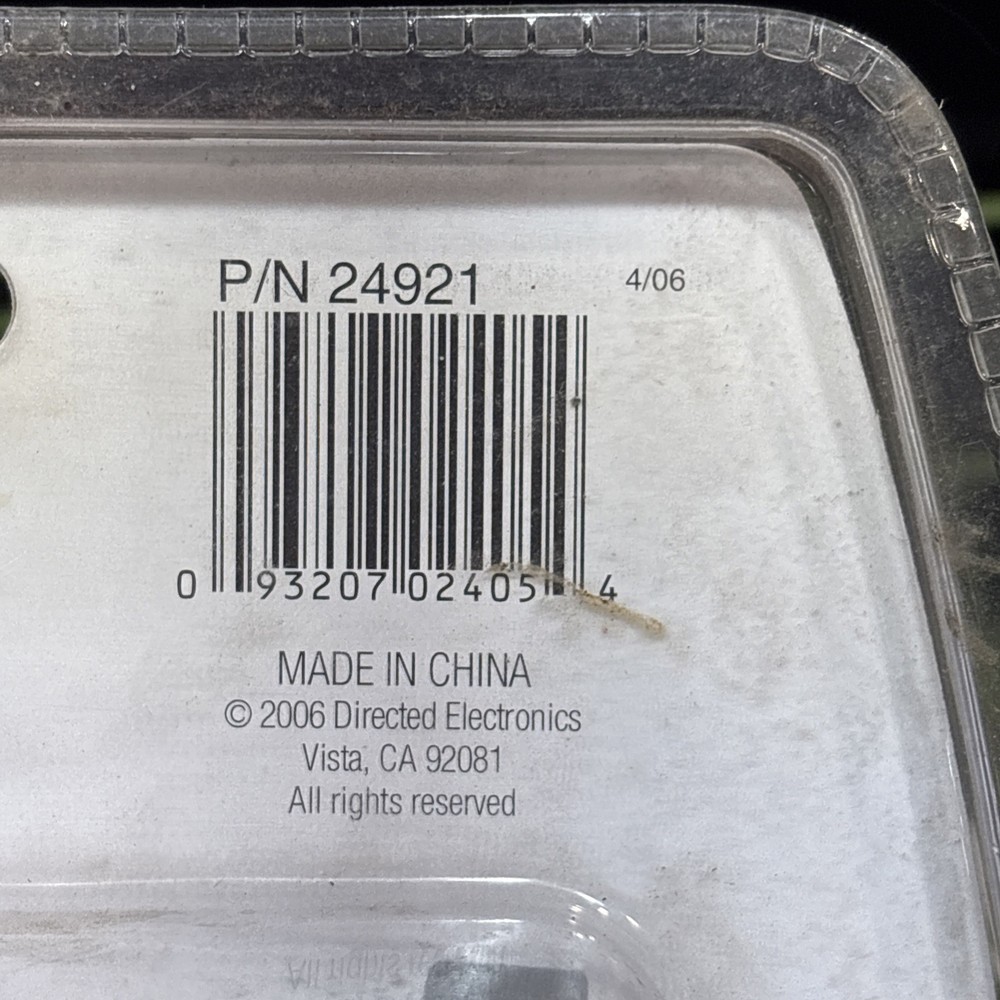 P/N 24921 4/06
0 93207 02405 4
MADE IN CHINA
© 2006 Directed Electronics
Vista, CA 92081
All rights reserved